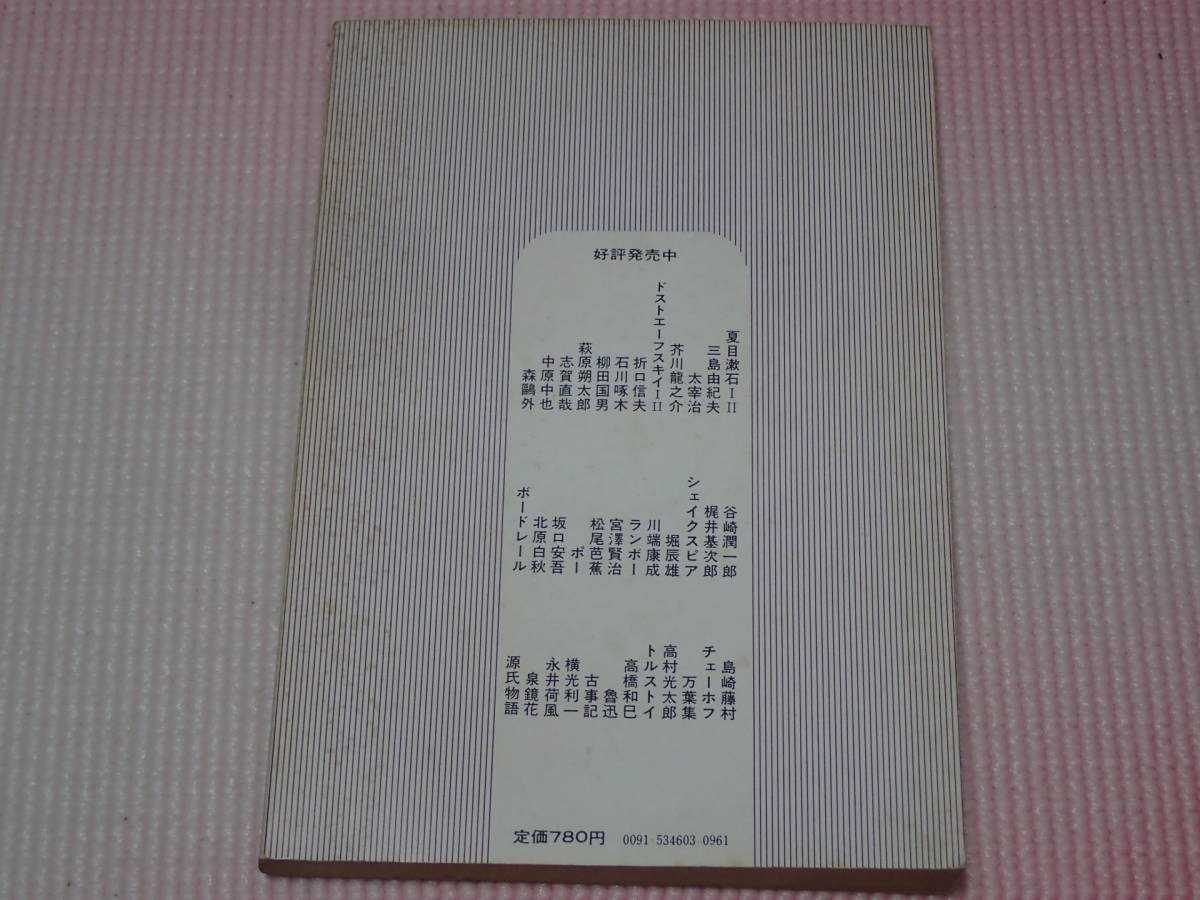 好評発売中
夏目漱石I II
三島由紀夫
太宰治
芥川龍之介
ドストエーフスキイI II
折口信夫
石川啄木
柳田国男
萩原朔太郎
志賀直哉
中原中也
森鷗外
谷崎潤一郎
梶井基次郎
シェイクスピア
堀辰雄
川端康成
ランボー
宮澤賢治
松尾芭蕉
ポー
坂口安吾
北原白秋
ボードレール
島崎藤村
チェーホフ
万葉集
高村光太郎
トルストイ
高橋和巳
魯迅
古事記
横光利一
永井荷風
泉鏡花
源氏物語
定価780円 0091-534603-0961